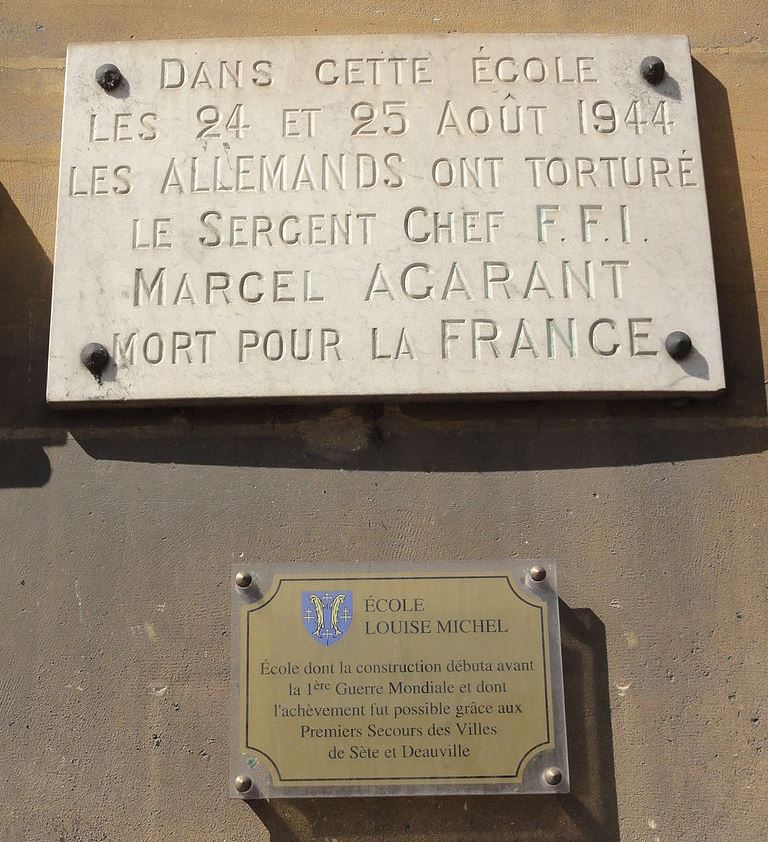 DANS CETTE ÉCOLE
LES 24 ET 25 AOÛT 1944
LES ALLEMANDS ONT TORTURÉ
LE SERGENT CHEF F.F.I.
MARCEL AGARANT
MORT POUR LA FRANCE
ÉCOLE
LOUISE MICHEL
École dont la construction débuta avant
la 1ère Guerre Mondiale et dont
l'achèvement fut possible grâce aux
Premiers Secours des Villes
de Sète et Deauville